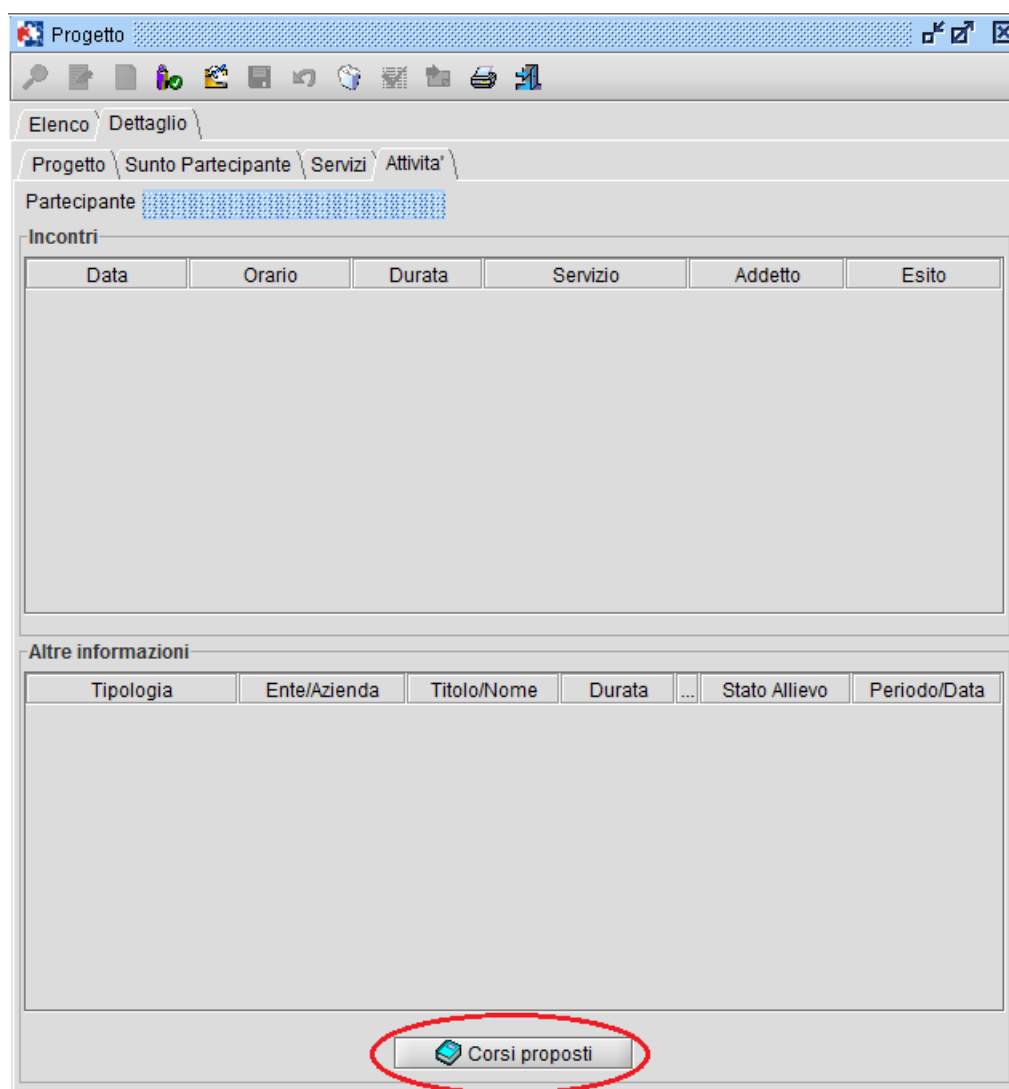 Progetto
Elenco Dettaglio
Progetto Sunto Partecipante Servizi Attivita'
Partecipante
Incontri
Data Orario Durata Servizio Addetto Esito
Altre informazioni
Tipologia Ente/Azienda Titolo/Nome Durata ... Stato Allievo Periodo/Data
Corsi proposti